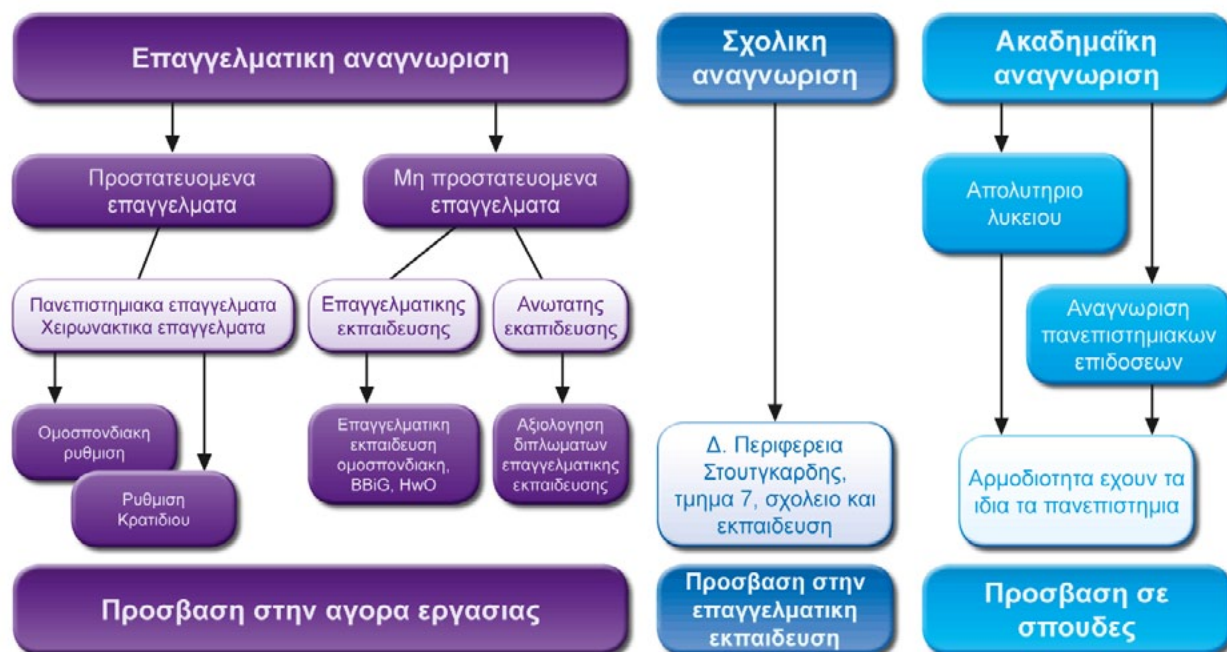 Επαγγελματικη αναγνωριση
Προστατευομενα
επαγγελματα
Μη προστατευομενα
επαγγελματα
Πανεπιστημιακα επαγγελματα
Χειρωνακτικα επαγγελματα
Επαγγελματικης
εκπαιδευσης
Ανωτατης
εκαπιδευσης
Ομοσπονδιακη
ρυθμιση
Ρυθμιση
Κρατιδιου
Επαγγελματικη
εκπαιδευση
ομοσπονδιακη,
BBiG, HwO
Αξιολογηση
διπλωματων
επαγγελματικης
εκπαιδευσης
Προσβαση στην αγορα εργασιας
Σχολικη
αναγνωριση
Δ. Περιφερεια
Στουτγκαρδης,
τμημα 7, σχολειο και
εκπαιδευση
Προσβαση στην
επαγγελματικη
εκπαιδευση
Ακαδημαϊκη
αναγνωριση
Απολυτηριο
λυκειου
Αναγνωριση
πανεπιστημιακων
επιδοσεων
Αρμοδιοτητα εχουν τα
ιδια τα πανεπιστημια
Προσβαση σε
σπουδες